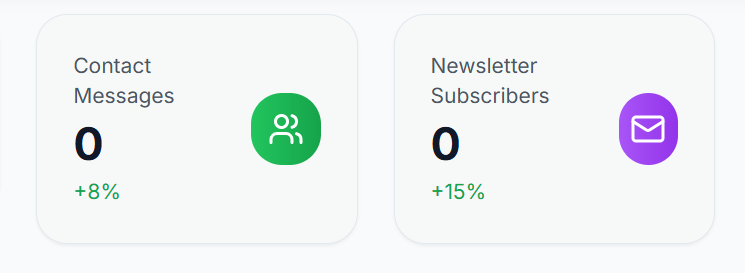 Contact
Messages
0
+8%
Newsletter
Subscribers
0
+15%